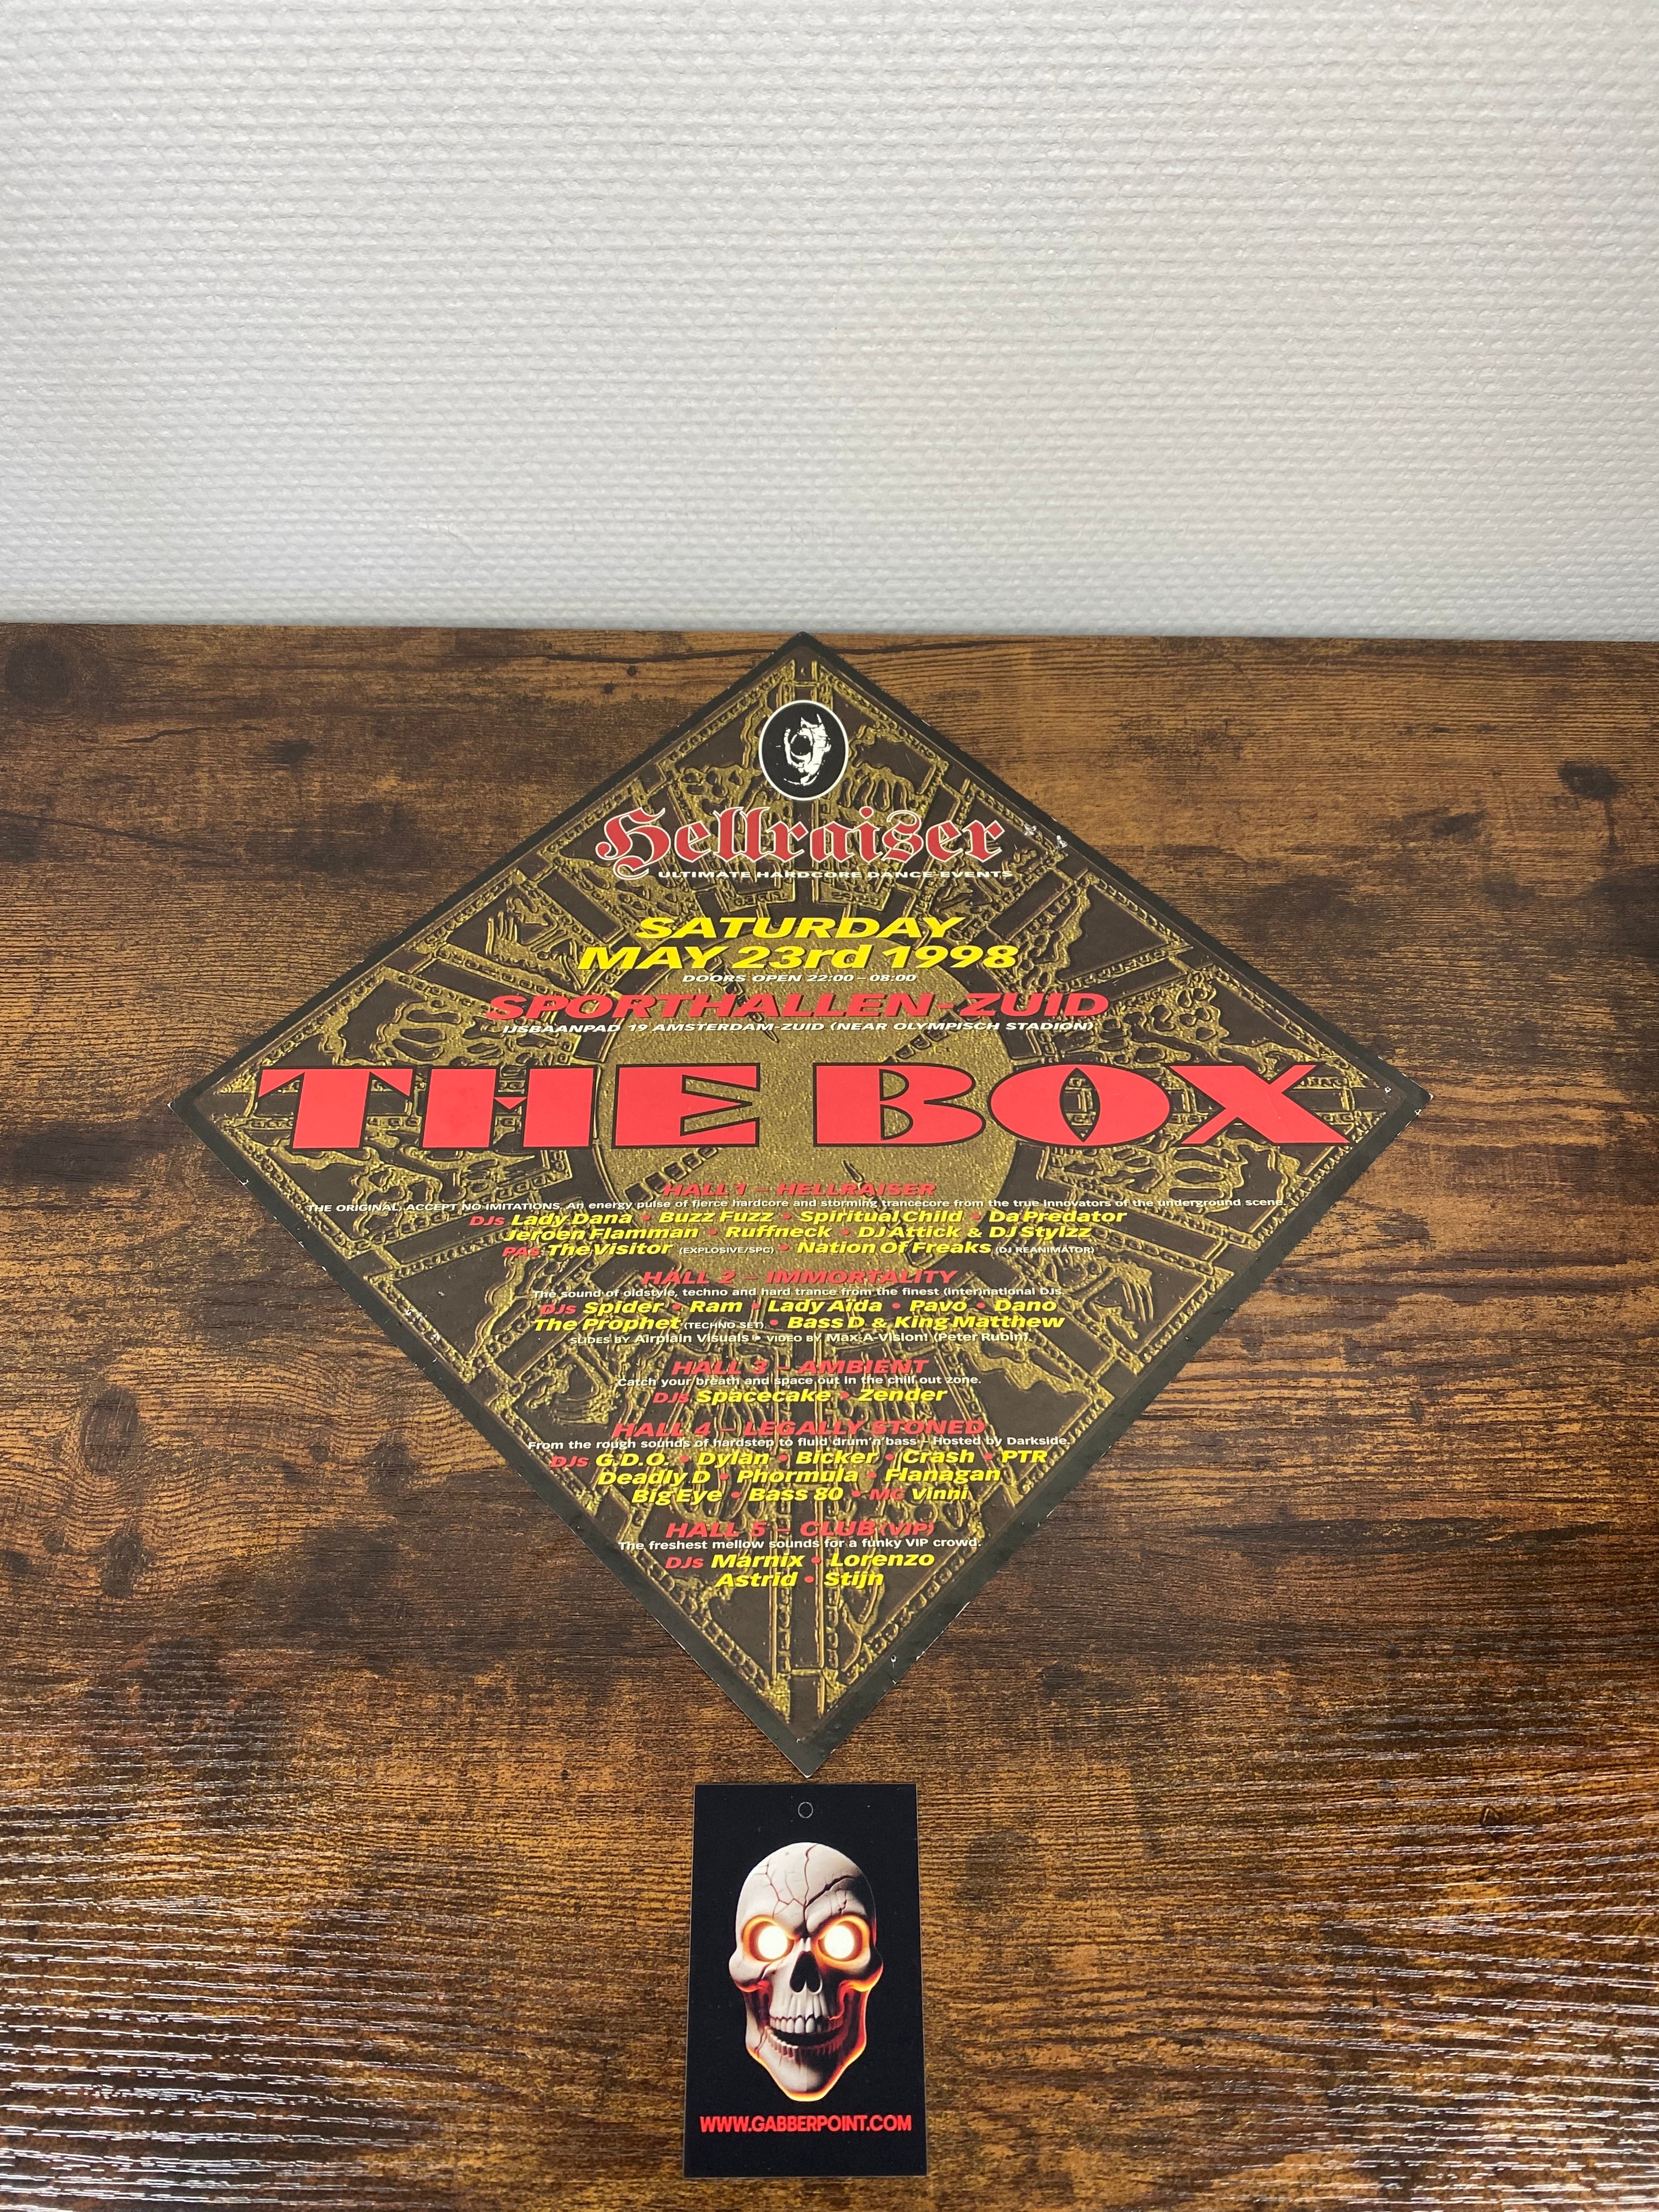 Hellraiser
ULTIMATE HARDCORE DANCE EVENTS
SATURDAY
MAY 23rd 1998
DOORS OPEN 22:00 - 08:00
SPORTHALLEN-ZUID
IJSBAANPAD 19 AMSTERDAM-ZUID (NEAR OLYMPISCH STADION)
THE BOX
HALL 1 - HELLRAISER
THE ORIGINAL, ACCEPT NO IMITATIONS. An energy pulse of fierce hardcore and storming trancecore from the true innovators of the underground scene.
DJs Lady Dana • Buzz Fuzz • Spiritual Child • Da Predator
Jeroen Flamman • Ruffneck • DJ Attick & DJ Stylzz
PAs The Visitor (EXPLOSIVE/SPG) • Nation Of Freaks (DJ REANIMATOR)
HALL 2 - IMMORTALITY
The sound of oldstyle, techno and hard trance from the finest (inter)national DJs.
DJs Spider • Ram • Lady Aïda • Pavo • Dano
The Prophet (TECHNO SET) • Bass D & King Matthew
SLIDES BY Airplain Visuals • VIDEO BY Max-A-Vision! (Peter Rubin).
HALL 3 - AMBIENT
Catch your breath and space out in the chill out zone.
DJs Spacecake • Zender
HALL 4 - LEGALLY STONED
From the rough sounds of hardstep to fluid drum'n'bass - Hosted by Darkside.
DJs G.D.O. • Dylan • Bicker • Crash • PTR
Deadly D • Phormula • Flanagan
Big Eye • Bass 80 • MC Vinni
HALL 5 - CLUB (VIP)
The freshest mellow sounds for a funky VIP crowd.
DJs Marnix • Lorenzo
Astrid • Stijn
WWW.GABBERPOINT.COM